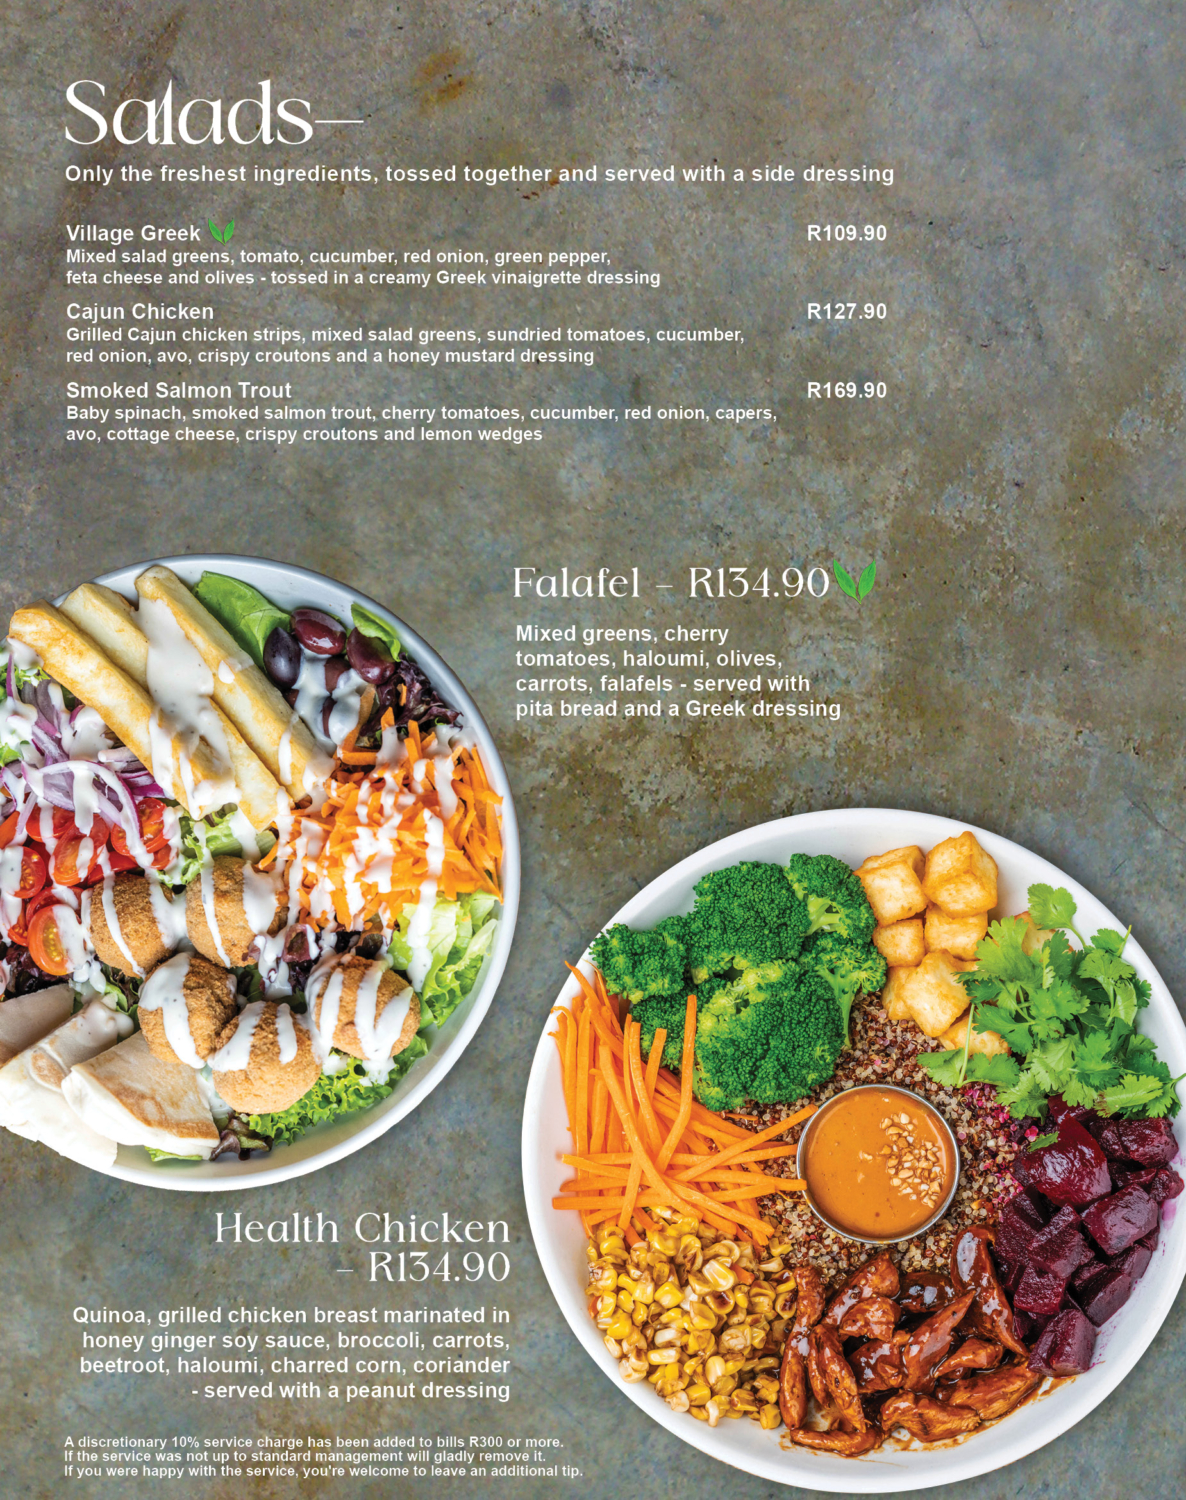 Salads–
Only the freshest ingredients, tossed together and served with a side dressing
Village Greek R109.90
Mixed salad greens, tomato, cucumber, red onion, green pepper,
feta cheese and olives - tossed in a creamy Greek vinaigrette dressing
Cajun Chicken R127.90
Grilled Cajun chicken strips, mixed salad greens, sundried tomatoes, cucumber,
red onion, avo, crispy croutons and a honey mustard dressing
Smoked Salmon Trout R169.90
Baby spinach, smoked salmon trout, cherry tomatoes, cucumber, red onion, capers,
avo, cottage cheese, crispy croutons and lemon wedges
Falafel – R134.90
Mixed greens, cherry
tomatoes, haloumi, olives,
carrots, falafels - served with
pita bread and a Greek dressing
Health Chicken
– R134.90
Quinoa, grilled chicken breast marinated in
honey ginger soy sauce, broccoli, carrots,
beetroot, haloumi, charred corn, coriander
- served with a peanut dressing
A discretionary 10% service charge has been added to bills R300 or more.
If the service was not up to standard management will gladly remove it.
If you were happy with the service, you're welcome to leave an additional tip.